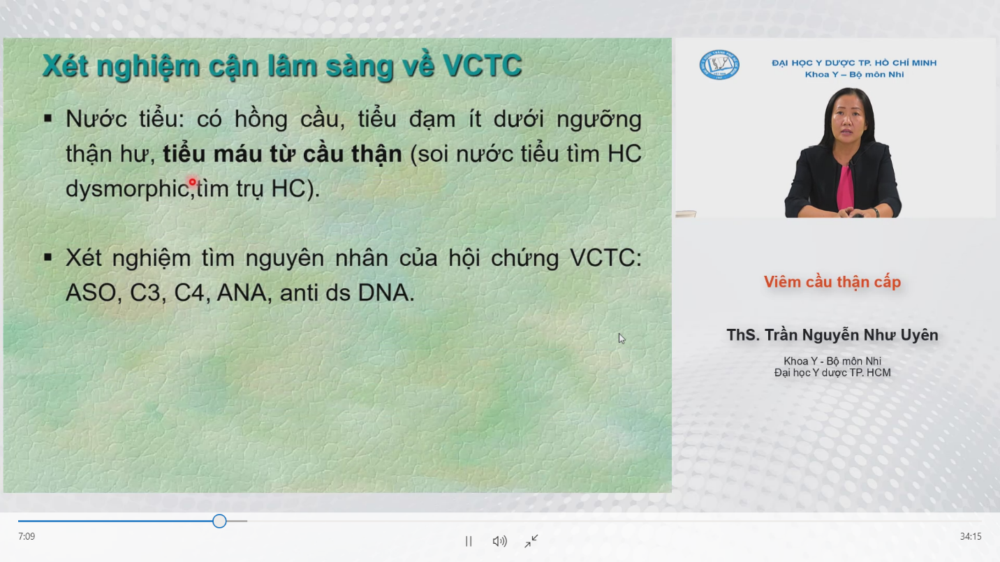 Xét nghiệm cận lâm sàng về VCTC
▪ Nước tiểu: có hồng cầu, tiểu đạm ít dưới ngưỡng
thận hư, tiểu máu từ cầu thận (soi nước tiểu tìm HC
dysmorphic,tìm trụ HC).
▪ Xét nghiệm tìm nguyên nhân của hội chứng VCTC:
ASO, C3, C4, ANA, anti ds DNA.
ĐẠI HỌC Y DƯỢC TP. HỒ CHÍ MINH
Khoa Y – Bộ môn Nhi
Viêm cầu thận cấp
ThS. Trần Nguyễn Như Uyên
Khoa Y - Bộ môn Nhi
Đại học Y dược TP. HCM
7:09
34:15